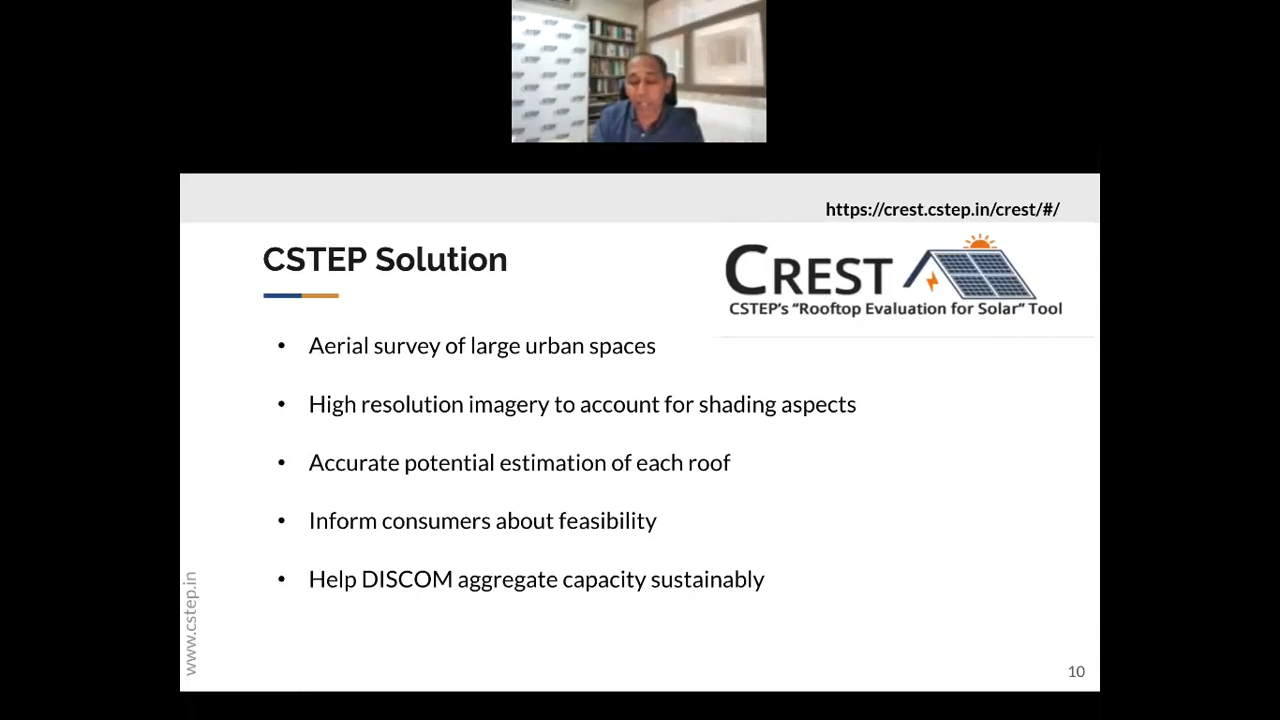 https://crest.cstep.in/crest/#/
CSTEP Solution
CREST
CSTEP's "Rooftop Evaluation for Solar" Tool
• Aerial survey of large urban spaces
• High resolution imagery to account for shading aspects
• Accurate potential estimation of each roof
• Inform consumers about feasibility
• Help DISCOM aggregate capacity sustainably
www.cstep.in
10